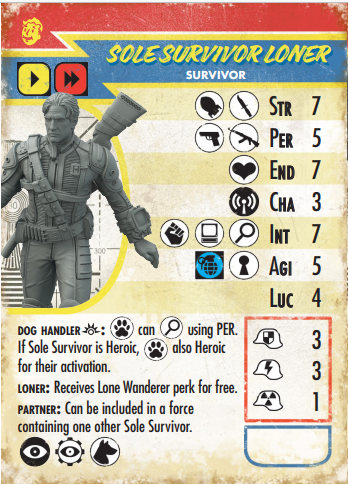 SOLE SURVIVOR LONER
SURVIVOR
STR 7
PER 5
END 7
CHA 3
INT 7
AGI 5
LUC 4
300
DOG HANDLER : can using PER.
If Sole Survivor is Heroic, also Heroic
for their activation.
LONER: Receives Lone Wanderer perk for free.
PARTNER: Can be included in a force
containing one other Sole Survivor.
3
3
1